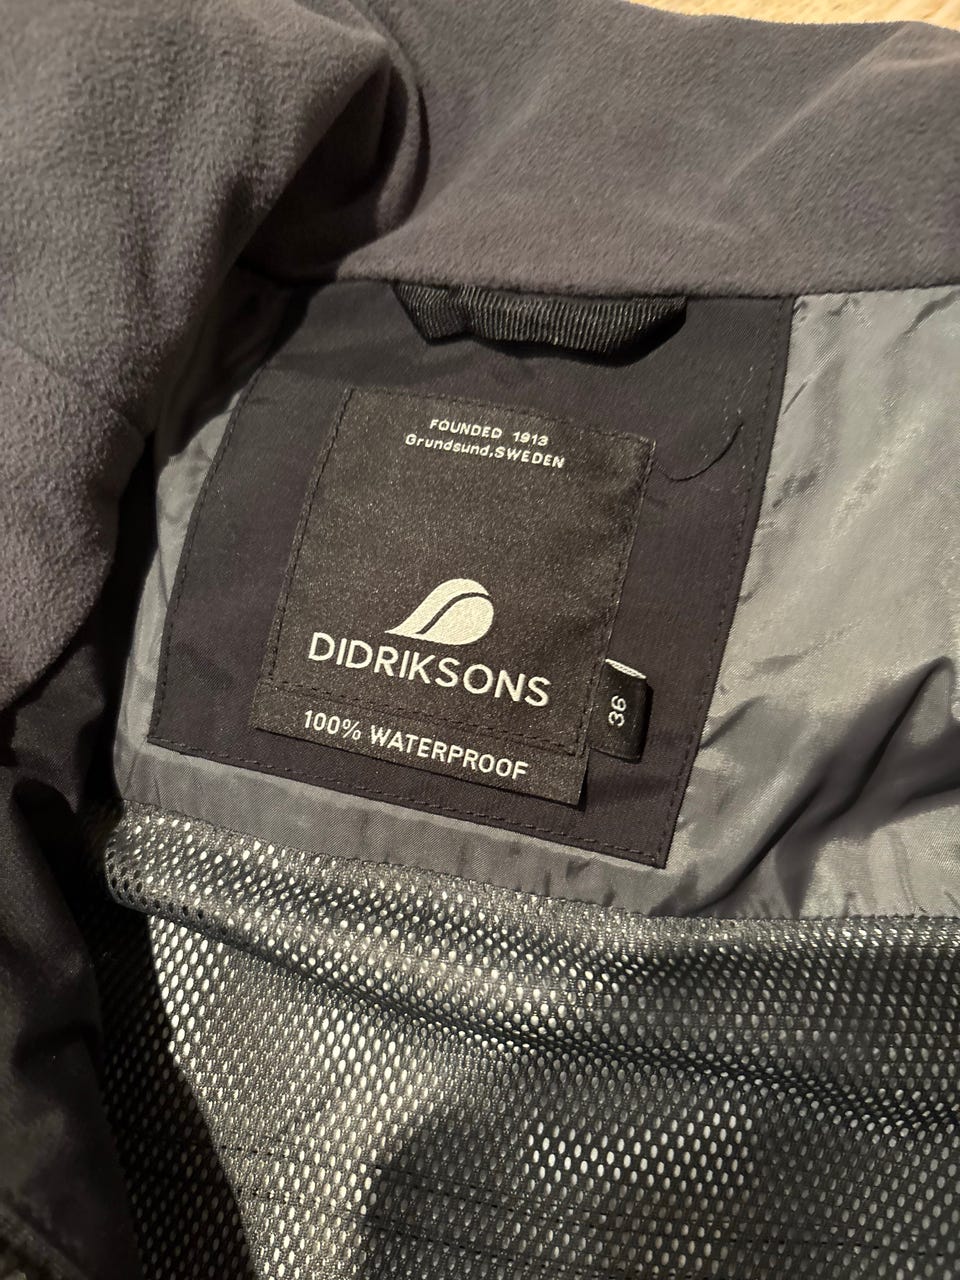 FOUNDED 1913
Grundsund,SWEDEN
DIDRIKSONS
100% WATERPROOF
36